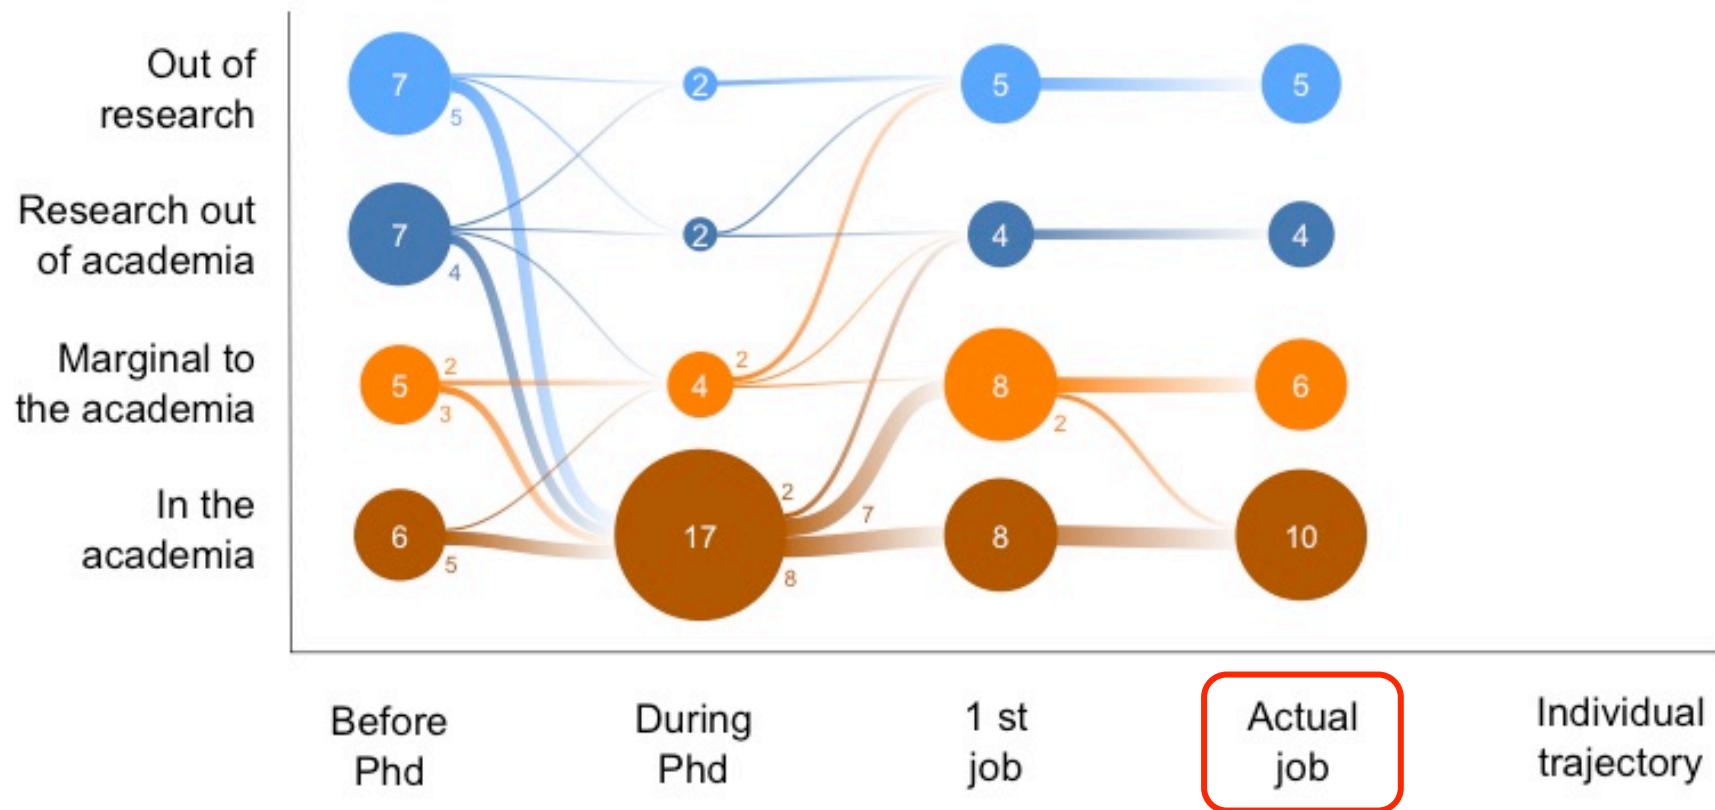 Out of
research
7
5
2
5
5
Research out
of academia
7
4
2
4
4
Marginal to
the academia
5
2
3
4
2
8
2
6
In the
academia
6
5
17
2
7
8
8
10
Before
Phd
During
Phd
1 st
job
Actual
job
Individual
trajectory